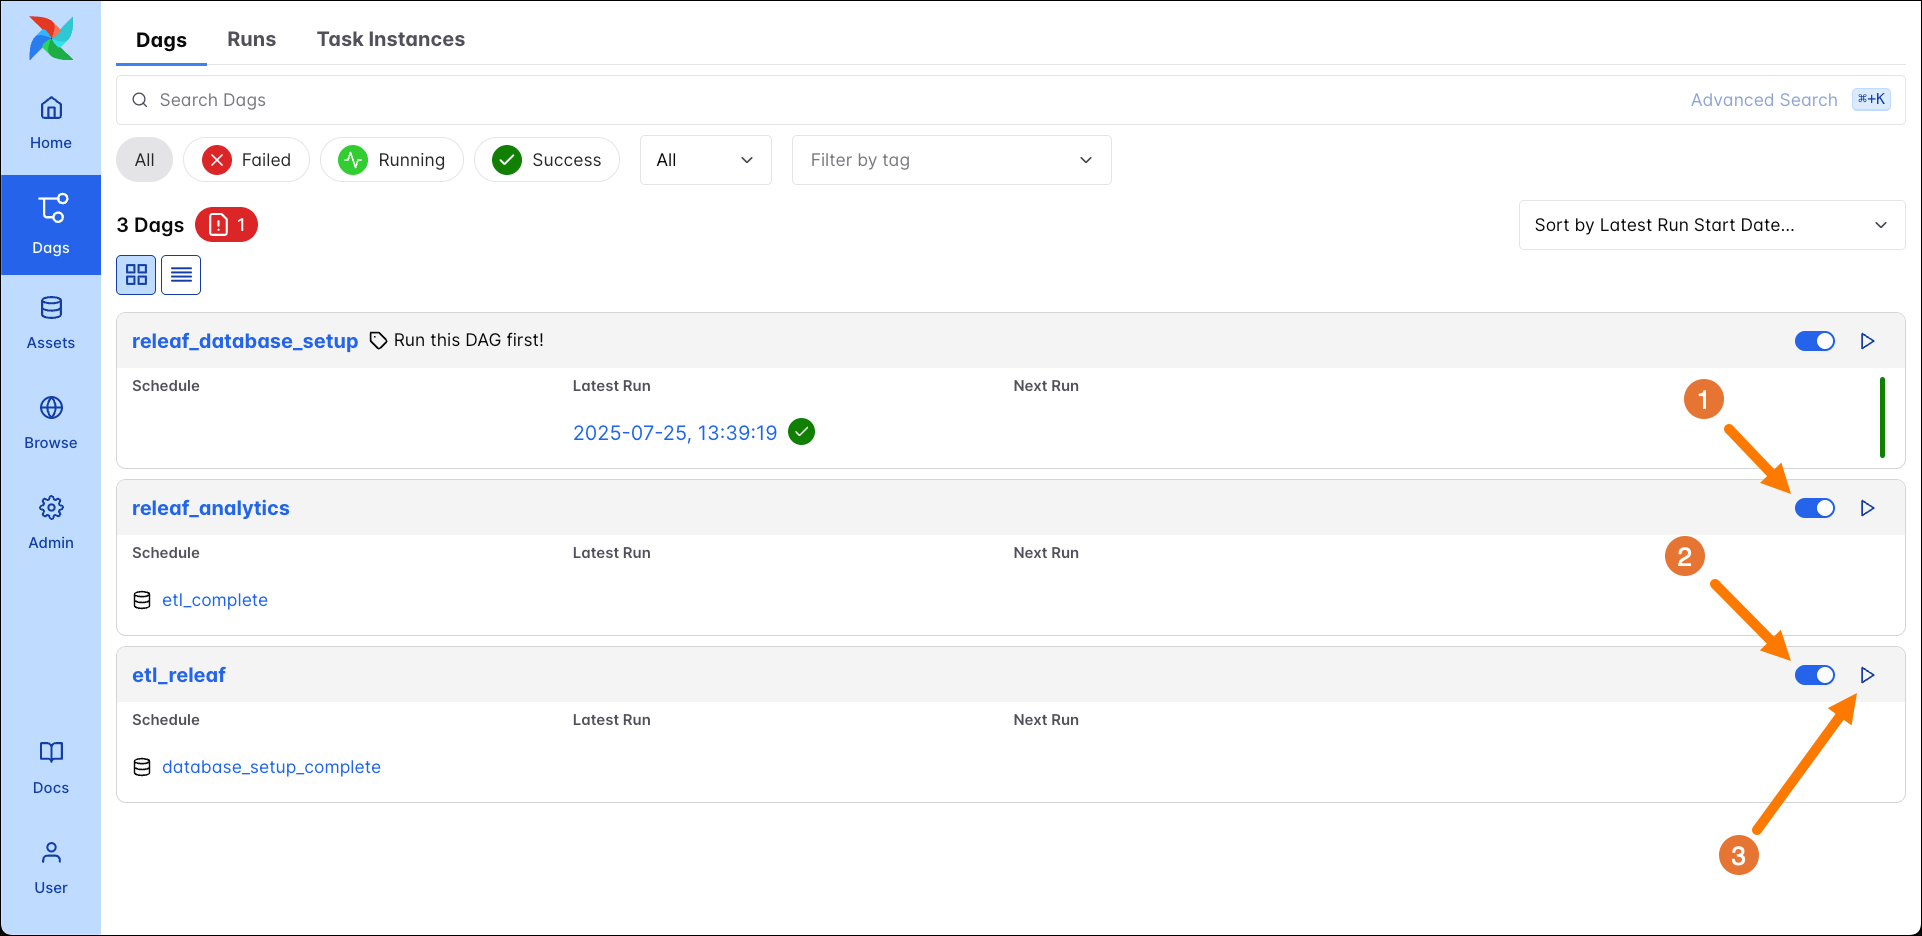 Dags Runs Task Instances
Search Dags Advanced Search ⌘+K
Home
All Failed Running Success All Filter by tag
3 Dags 1 Sort by Latest Run Start Date...
Dags
releaf_database_setup Run this DAG first!
Assets
Schedule Latest Run Next Run
1
2025-07-25, 13:39:19
Browse
releaf_analytics
Admin
Schedule Latest Run Next Run
2
etl_complete
etl_releaf
Schedule Latest Run Next Run
database_setup_complete
Docs
3
User